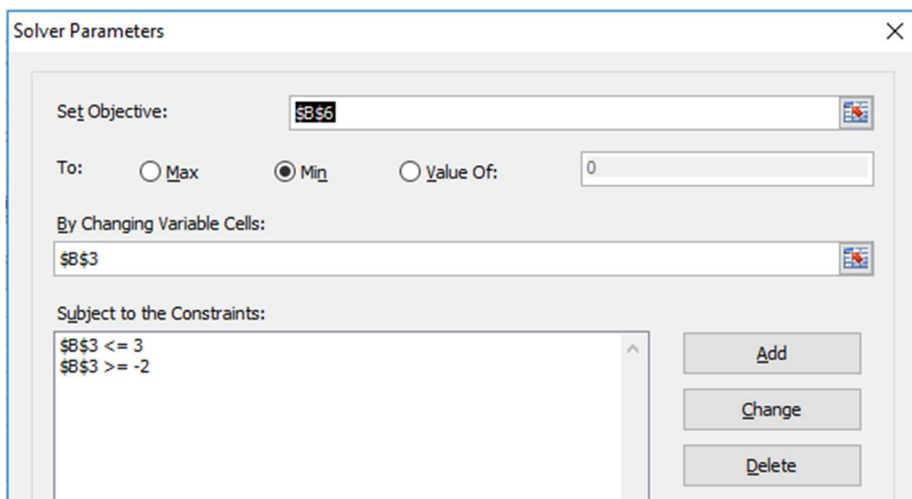 Solver Parameters
Set Objective:
$B$6
To:
Max
Min
Value Of:
0
By Changing Variable Cells:
$B$3
Subject to the Constraints:
$B$3 <= 3
$B$3 >= -2
Add
Change
Delete